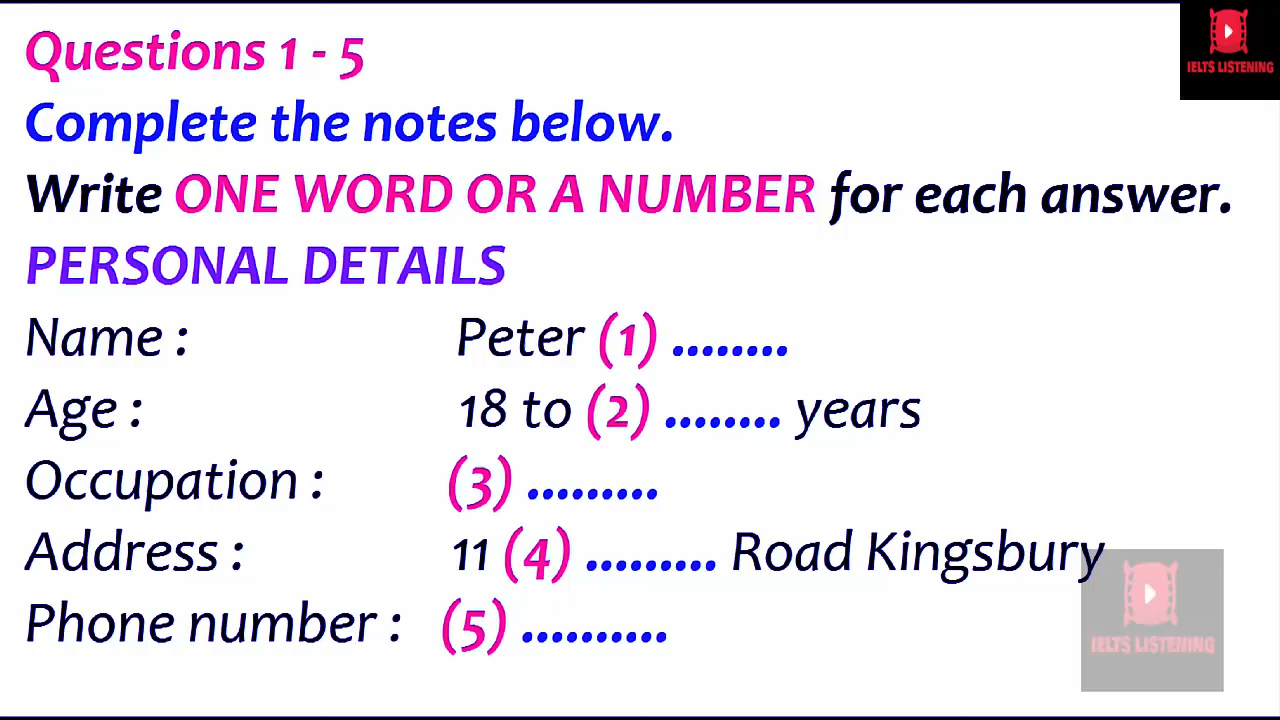 Questions 1 - 5
IELTS LISTENING
Complete the notes below.
Write ONE WORD OR A NUMBER for each answer.
PERSONAL DETAILS
Name : Peter (1) ........
Age : 18 to (2) ........ years
Occupation : (3) .........
Address : 11 (4) ......... Road Kingsbury
Phone number : (5) ..........
IELTS LISTENING